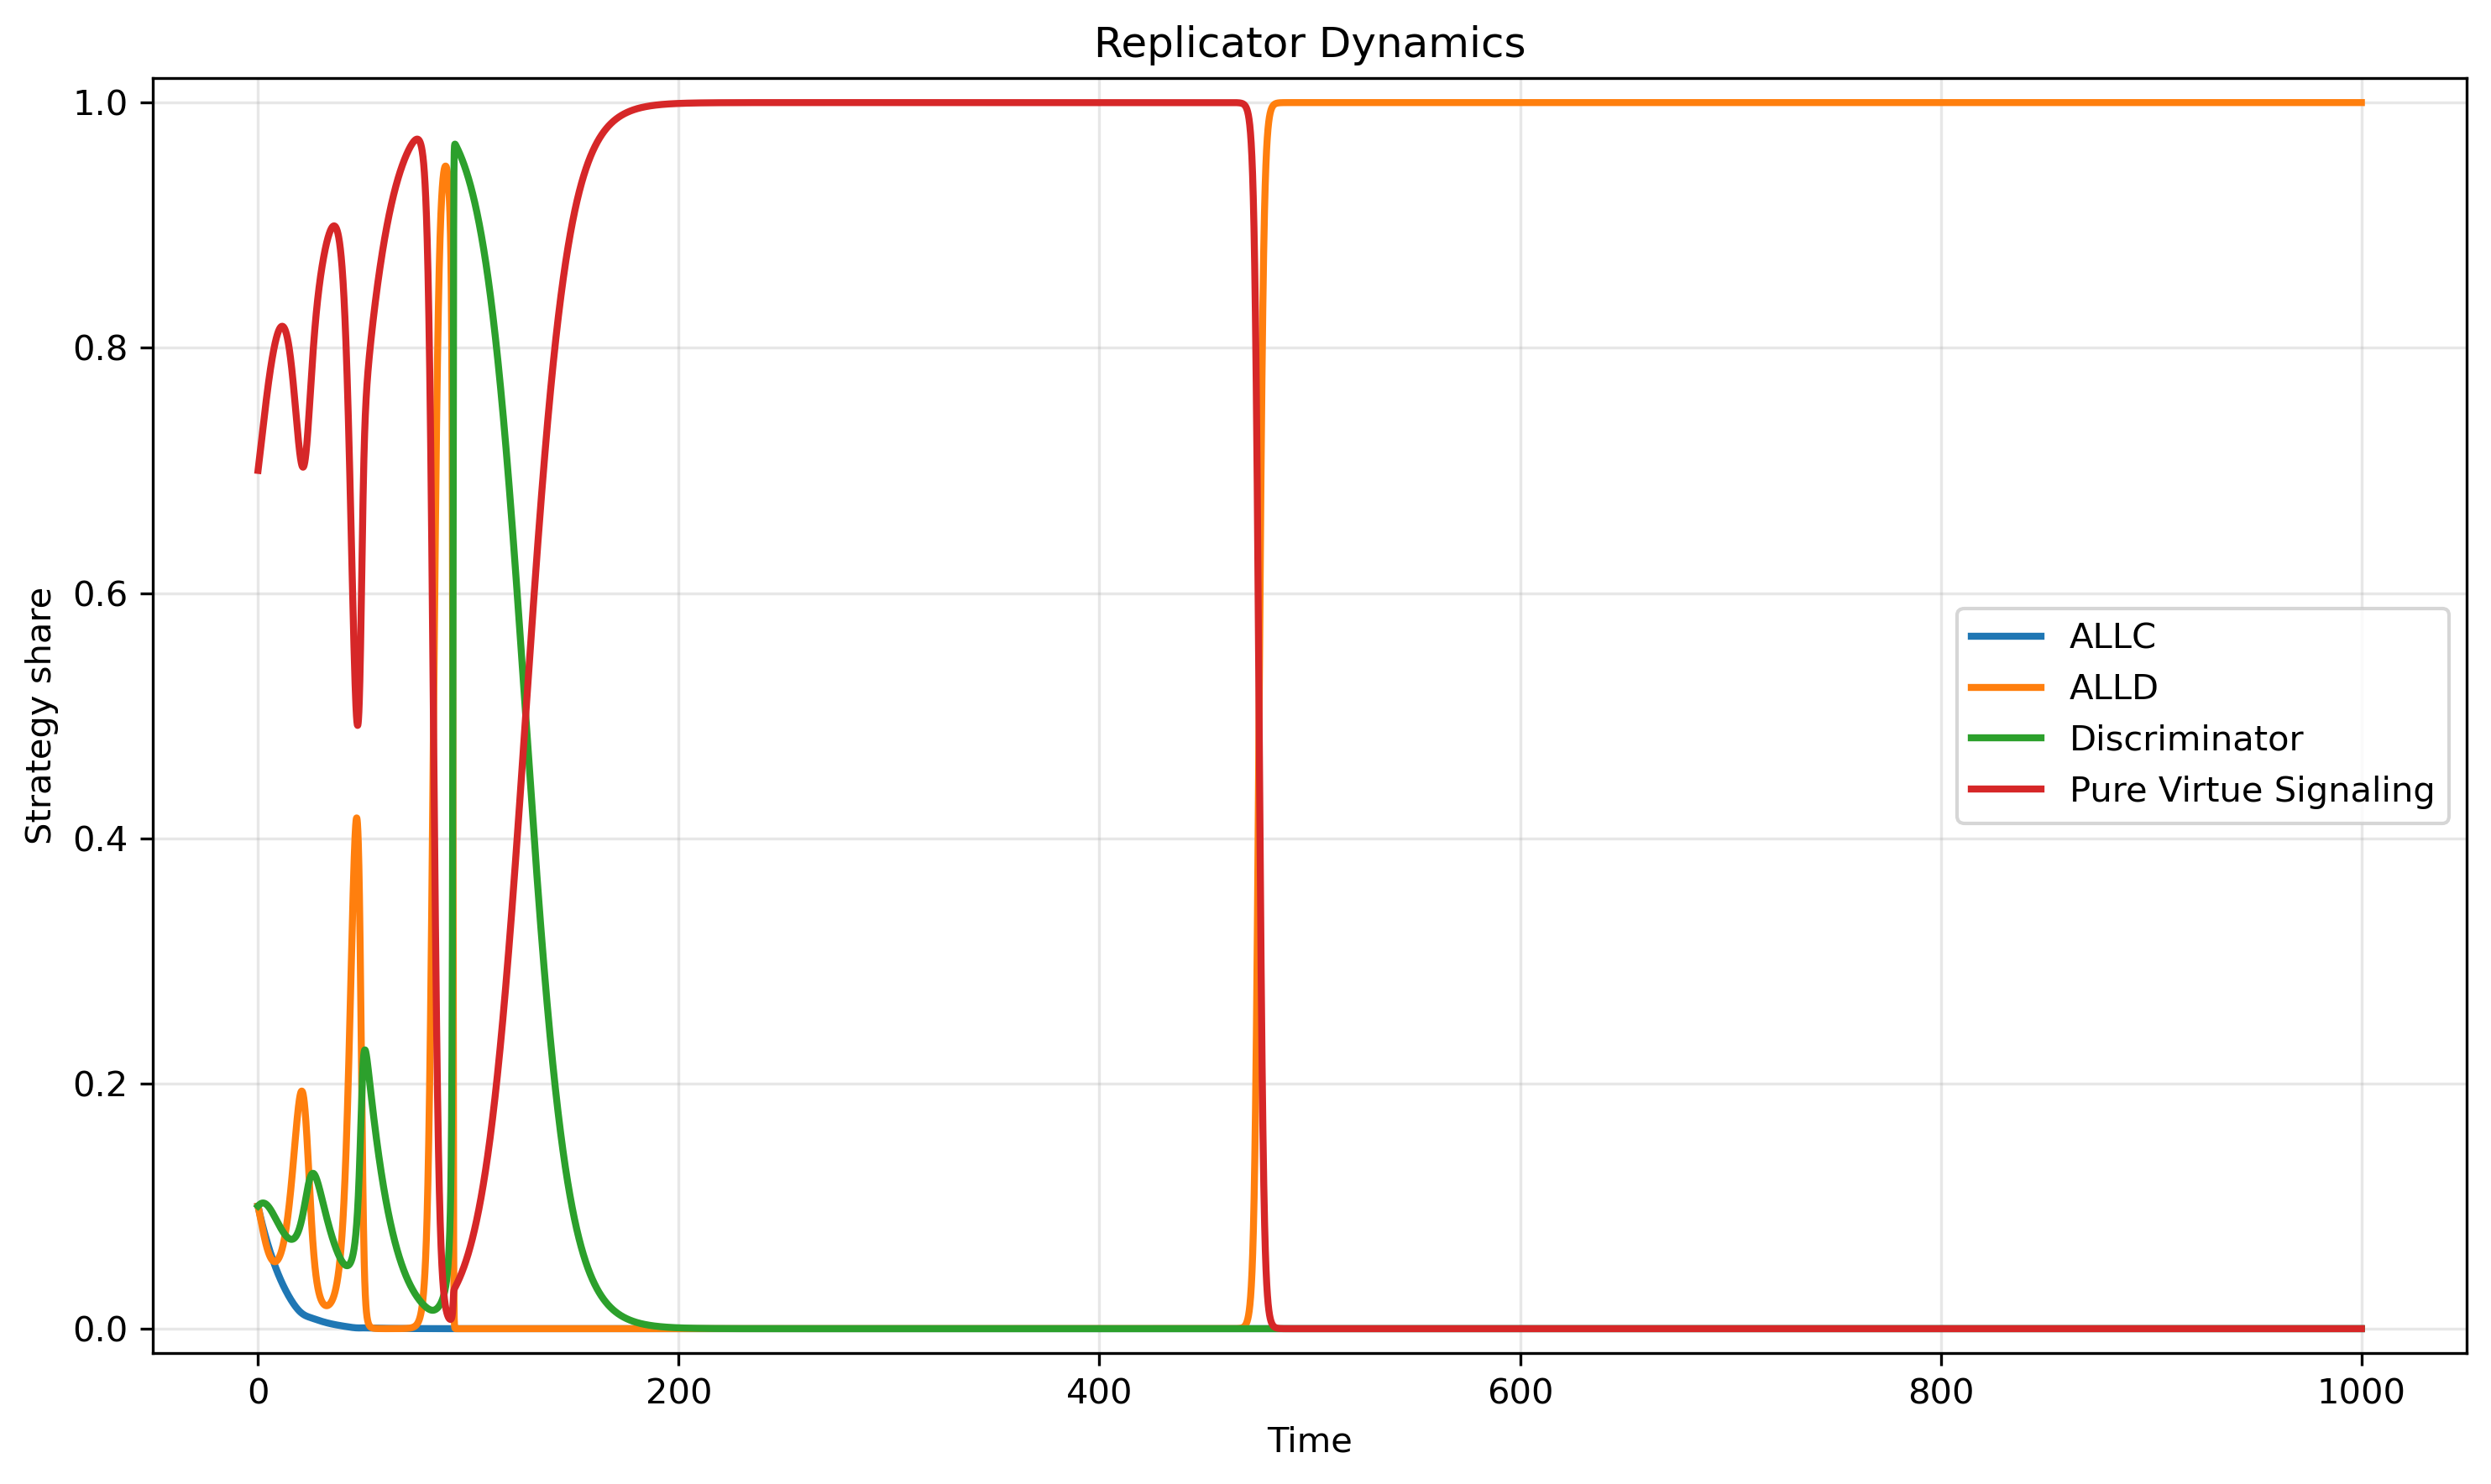 Replicator Dynamics
Strategy share
1.0
0.8
0.6
0.4
0.2
0.0
ALLC
ALLD
Discriminator
Pure Virtue Signaling
0
200
400
600
800
1000
Time